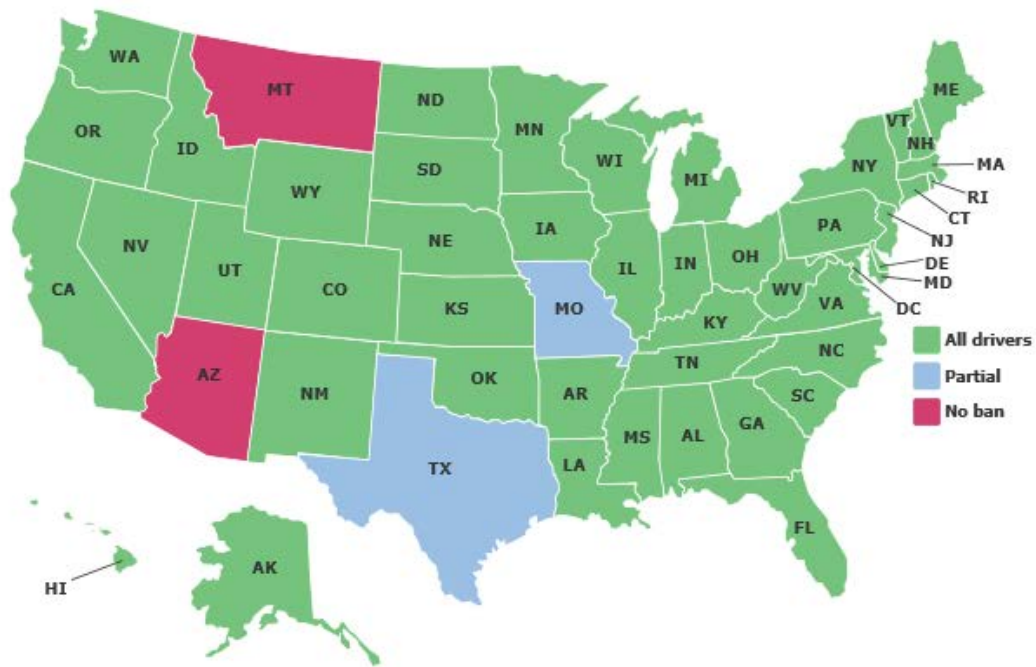 WA
MT
ND
MN
ME
VT
NH
OR
ID
WY
SD
WI
MI
NY
MA
RI
CT
NJ
NV
UT
CO
NE
IA
IL
IN
OH
PA
DE
MD
DC
CA
KS
MO
KY
WV
VA
AZ
NM
OK
AR
TN
NC
SC
TX
LA
MS
AL
GA
FL
HI
AK
All drivers
Partial
No ban